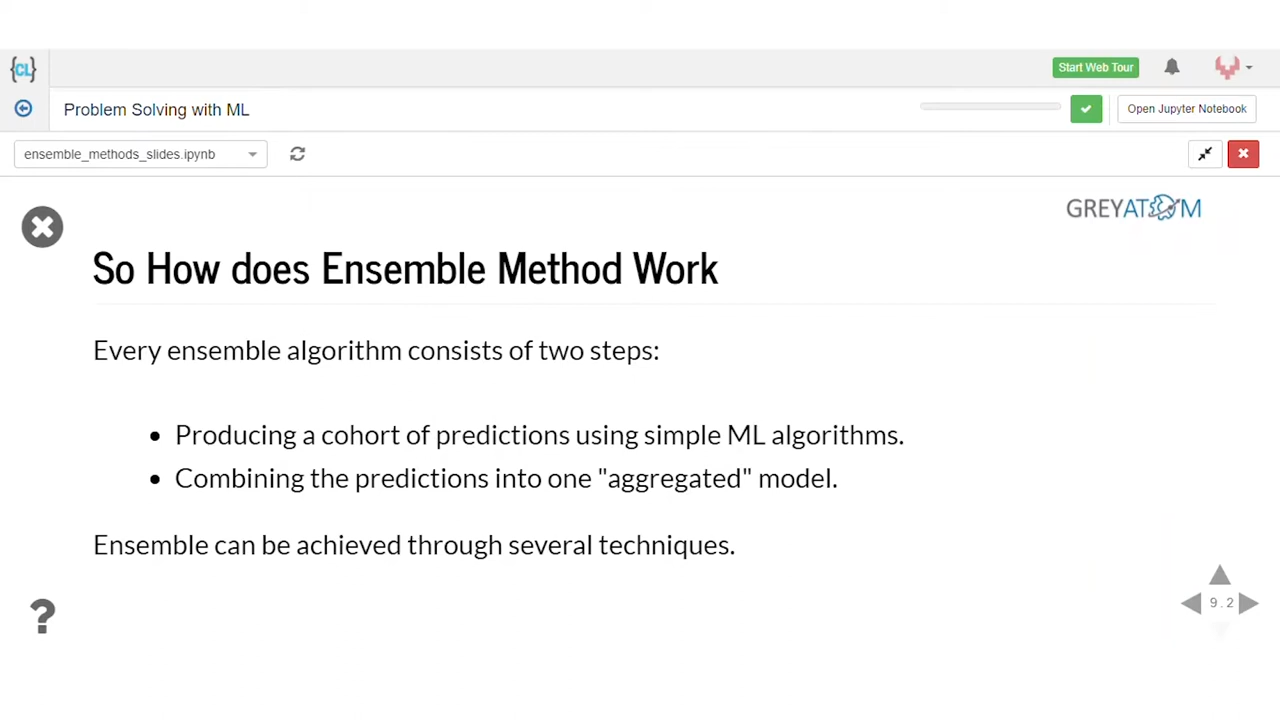 {CL}
Start Web Tour
Problem Solving with ML
Open Jupyter Notebook
ensemble_methods_slides.ipynb
GREYATOM
So How does Ensemble Method Work
Every ensemble algorithm consists of two steps:
• Producing a cohort of predictions using simple ML algorithms.
• Combining the predictions into one "aggregated" model.
Ensemble can be achieved through several techniques.
?
9.2